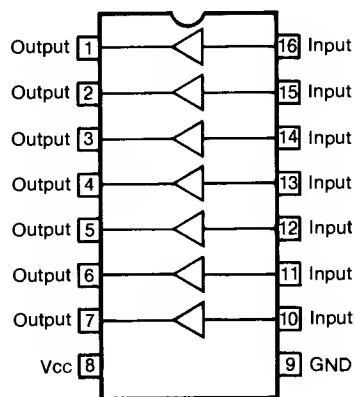 Output 1 16 Input
Output 2 15 Input
Output 3 14 Input
Output 4 13 Input
Output 5 12 Input
Output 6 11 Input
Output 7 10 Input
Vcc 8 9 GND